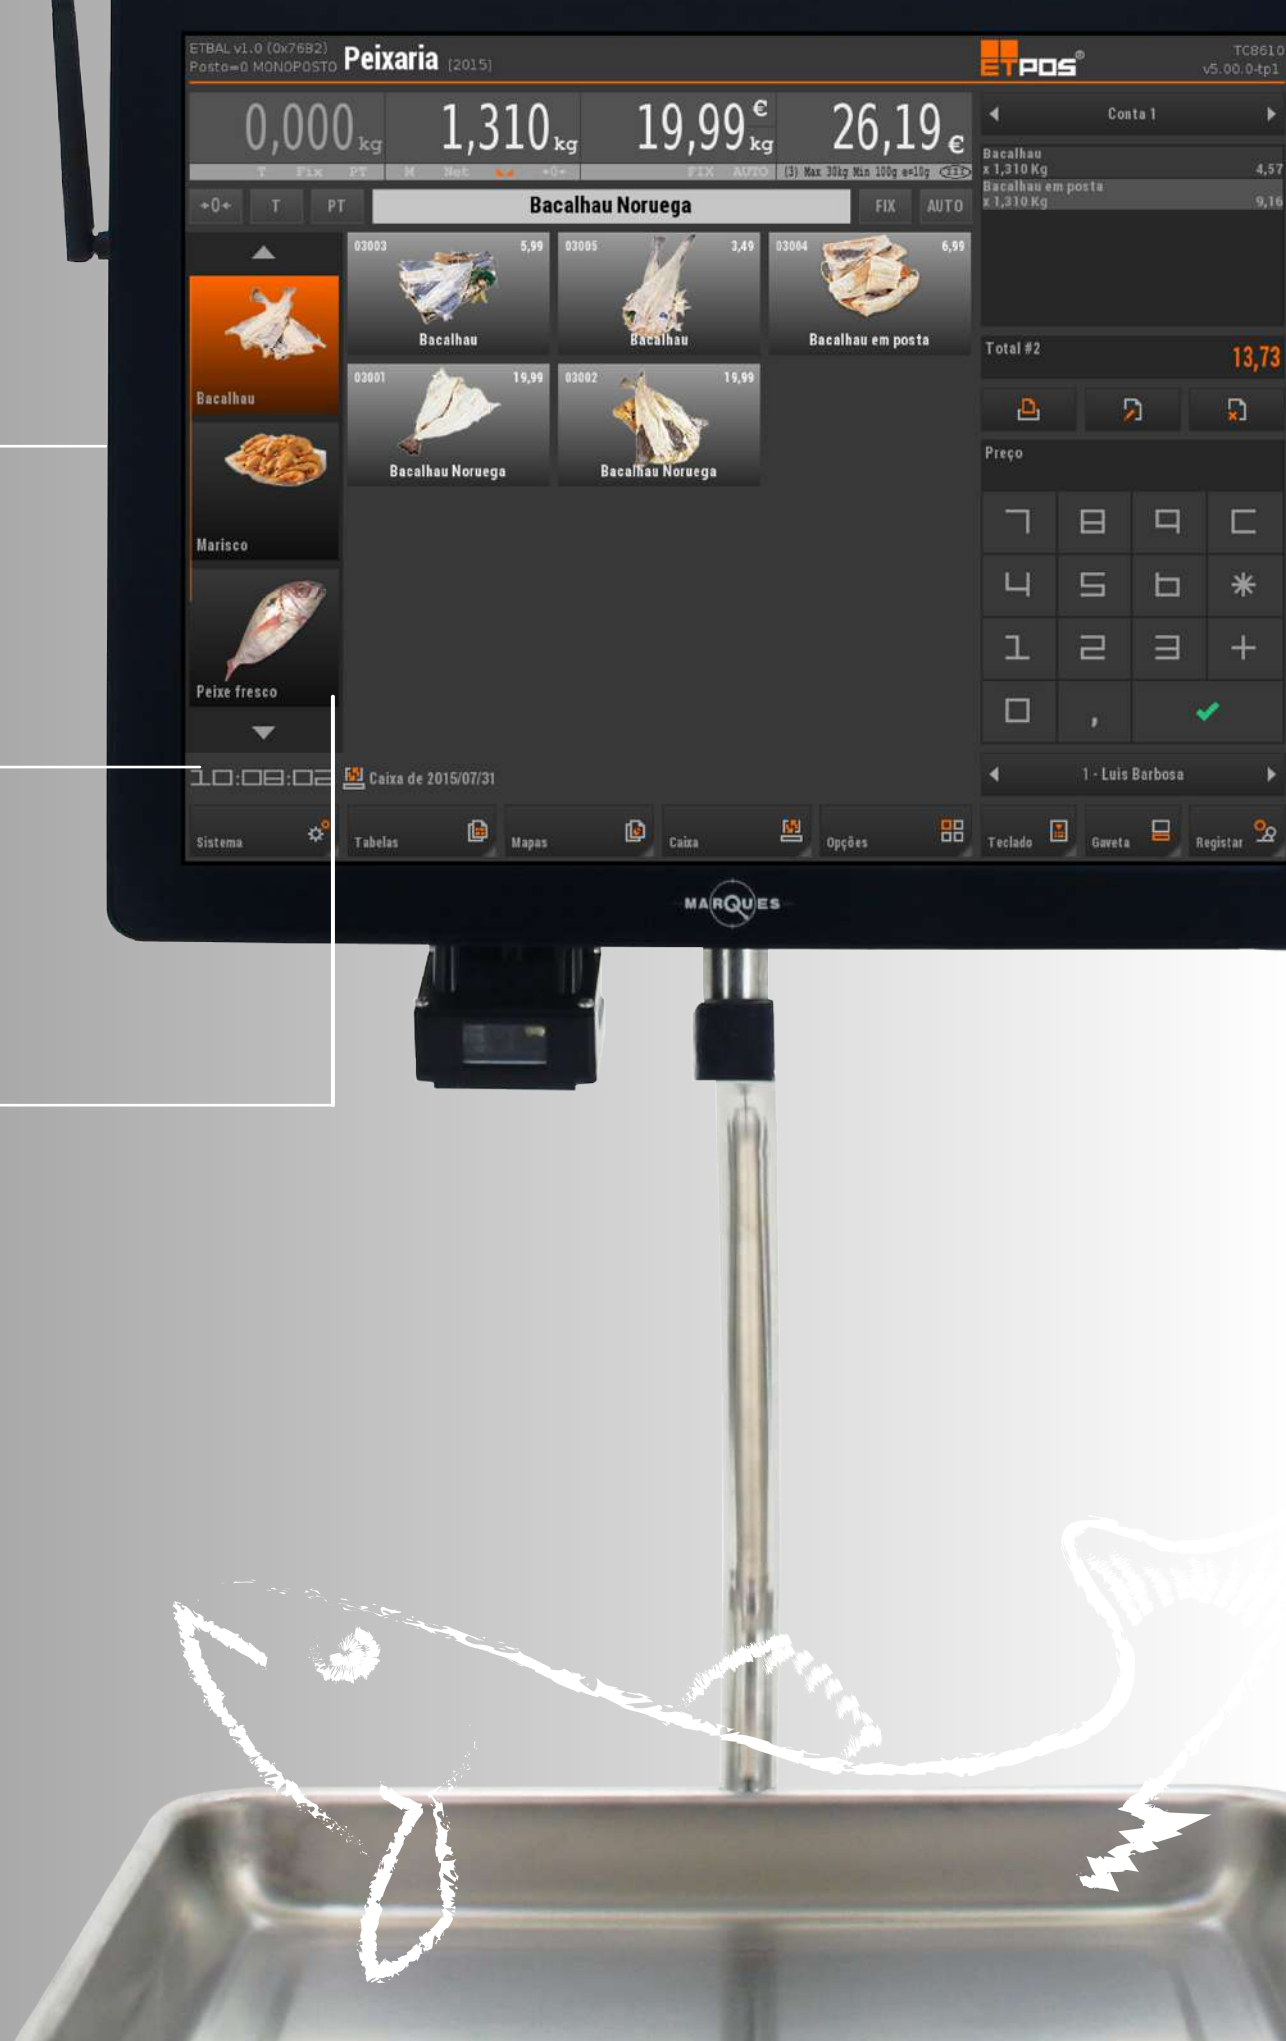 ETBAL v1.0 (0x76B2)
Posto=0 MONOPOSTO
Peixaria [2015]
ETPOS®
TC8610
v5.00.0-tp1
0,000 kg
1,310 kg
19,99 €/kg
26,19 €
T Fix PT
M Net →0←
FIX AUTO
(3) Max 30kg Min 100g e=10g
→0← T PT
Bacalhau Noruega
FIX AUTO
Bacalhau
Marisco
Peixe fresco
03003 5,99
Bacalhau
03005 3,49
Bacalhau
03004 6,99
Bacalhau em posta
03001 19,99
Bacalhau Noruega
03002 19,99
Bacalhau Noruega
Conta 1
Bacalhau
x 1,310 Kg 4,57
Bacalhau em posta
x 1,310 Kg 9,16
Total #2 13,73
Preço
7 8 9 C
4 5 6 *
1 2 3 +
0 ,
1 - Luis Barbosa
10:08:02
Caixa de 2015/07/31
Sistema
Tabelas
Mapas
Caixa
Opções
Teclado
Gaveta
Registar
MARQUES